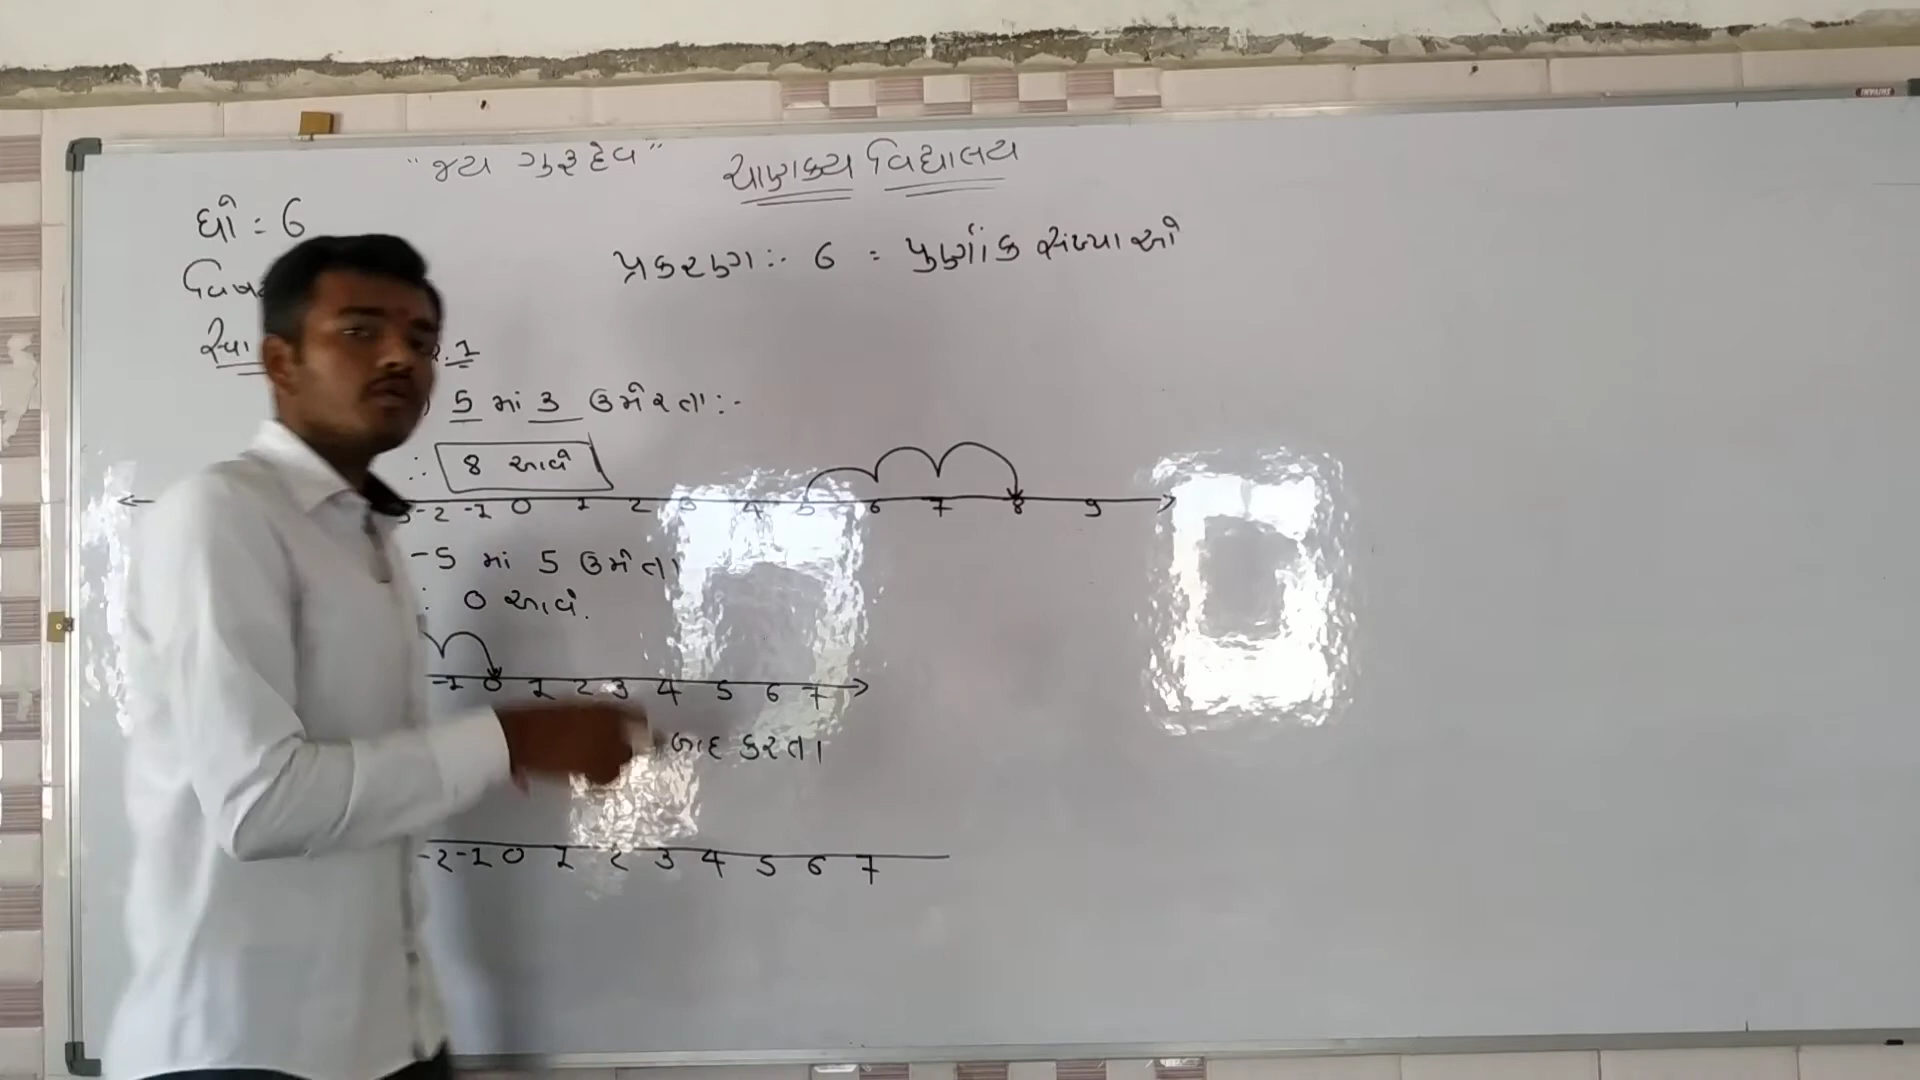 "જય ગુરૂદેવ" ચાણક્ય વિદ્યાલય
ધો : 6
પ્રકરણ :- 6 : પુર્ણાંક સંખ્યાઓ
.1
5 માં 3 ઉમેરતા :-
∴ 8 આવે
-2 -1 0 1 2 3 4 5 6 7 8 9
-5 માં 5 ઉમેતા
: 0 આવે.
-1 0 1 2 3 4 5 6 7
બાદ કરતા
-2 -1 0 1 2 3 4 5 6 7